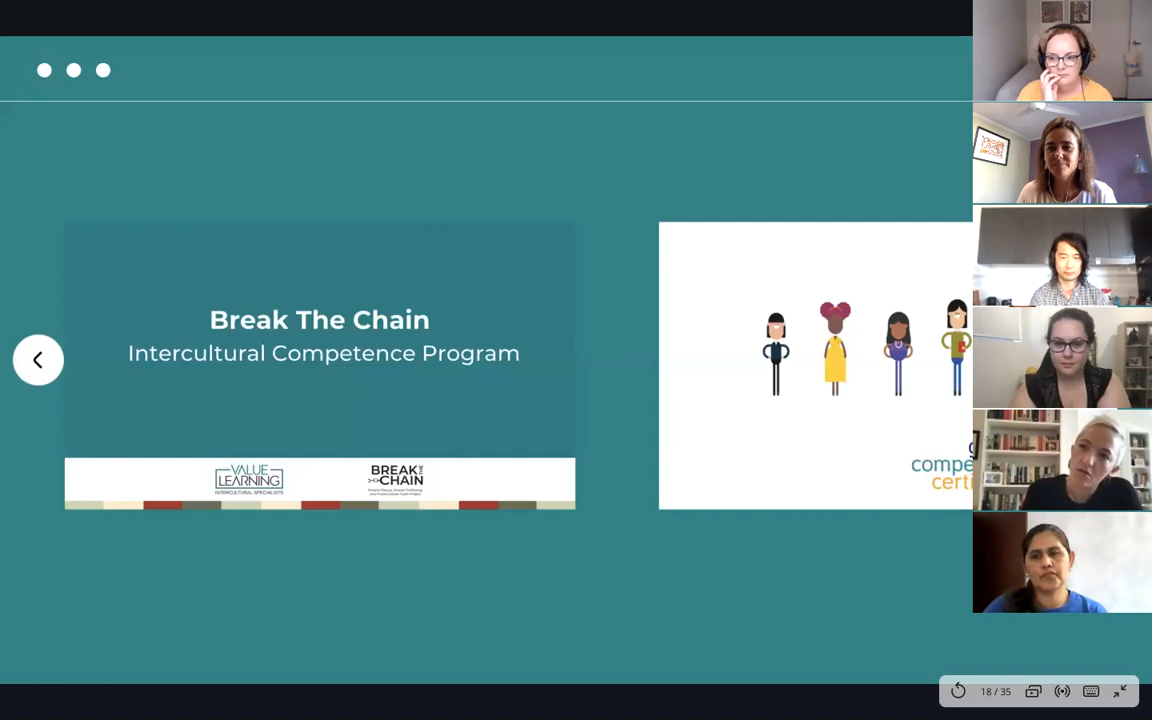 Break The Chain
Intercultural Competence Program
VALUE
LEARNING
INTERCULTURAL SPECIALISTS
BREAK THE
CHAIN
compe
certi
18 / 35